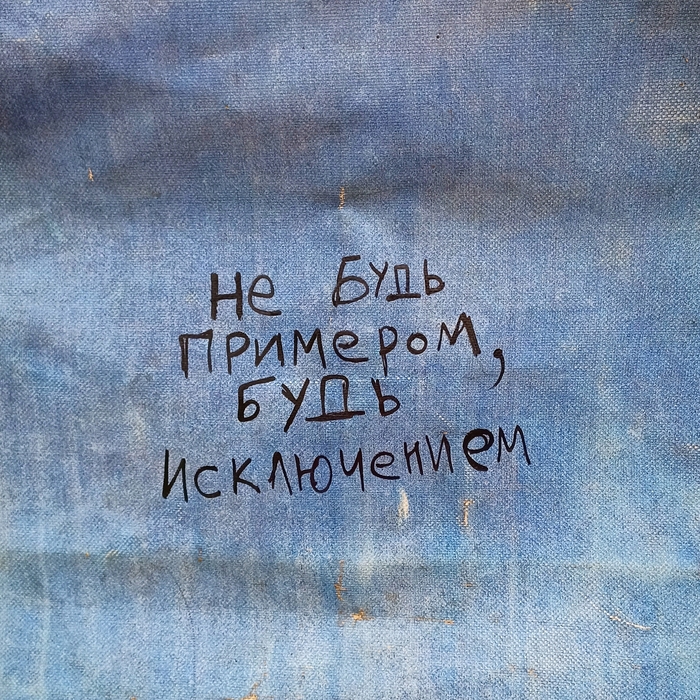 не будь
примером,
будь
исключением